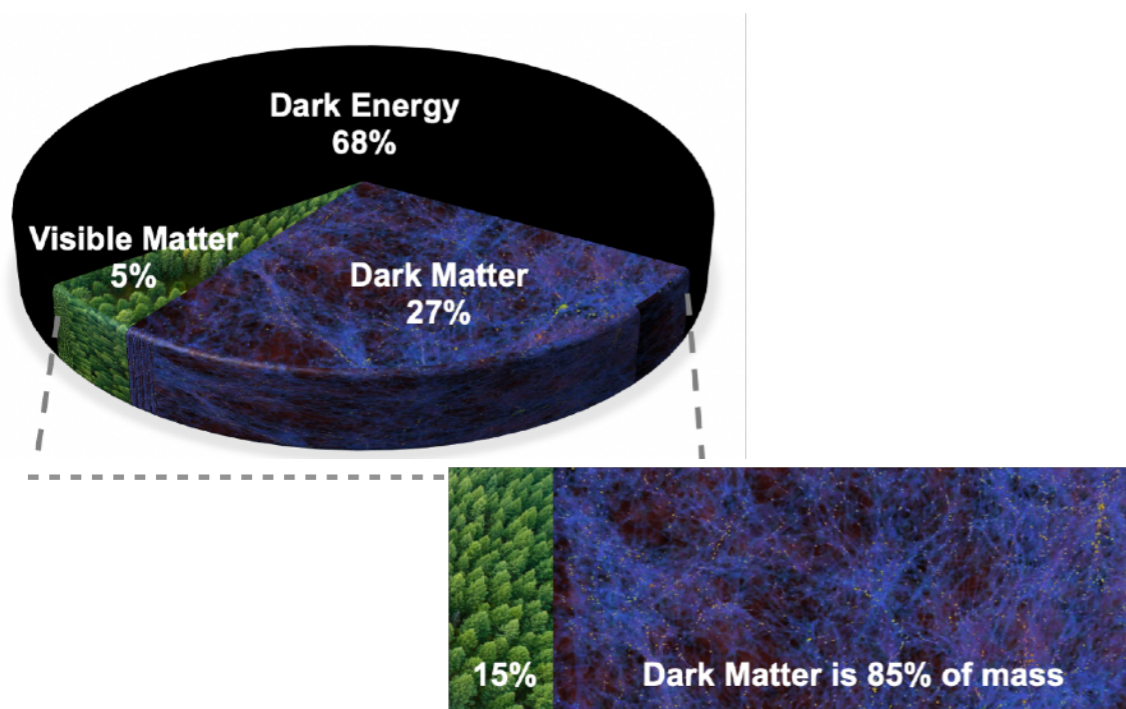 Dark Energy
68%
Visible Matter
5%
Dark Matter
27%
15%
Dark Matter is 85% of mass